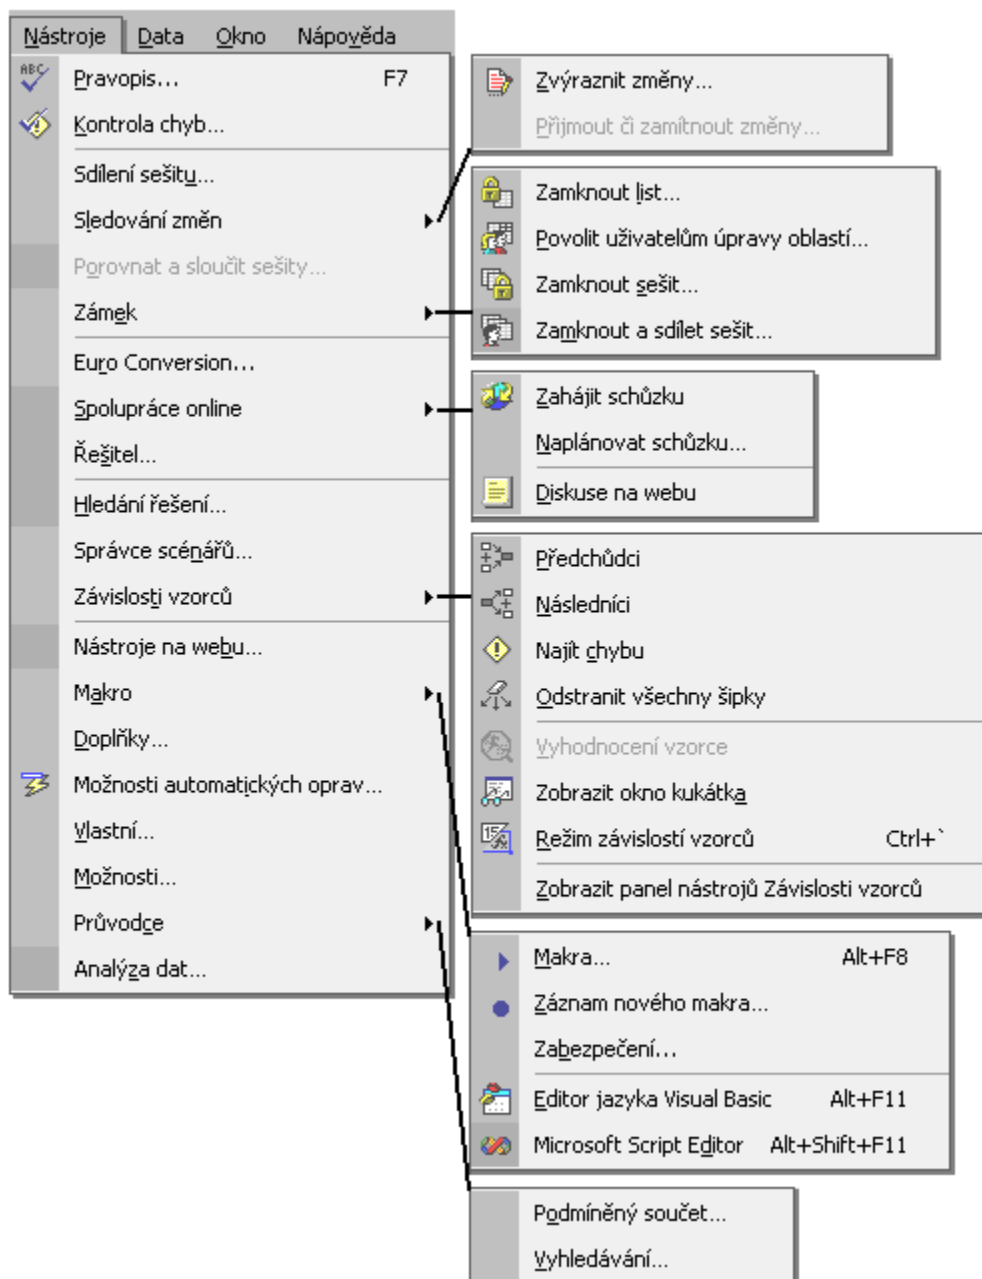 Nástroje Data Okno Nápověda
ABC
Pravopis... F7
Kontrola chyb...
Sdílení sešitu...
Sledování změn
Porovnat a sloučit sešity...
Zámek
Euro Conversion...
Spolupráce online
Řešitel...
Hledání řešení...
Správce scénářů...
Závislosti vzorců
Nástroje na webu...
Makro
Doplňky...
Možnosti automatických oprav...
Vlastní...
Možnosti...
Průvodce
Analýza dat...
Zvýraznit změny...
Přijmout či zamítnout změny...
Zamknout list...
Povolit uživatelům úpravy oblastí...
Zamknout sešit...
Zamknout a sdílet sešit...
Zahájit schůzku
Naplánovat schůzku...
Diskuse na webu
Předchůdci
Následníci
Najít chybu
Odstranit všechny šipky
Vyhodnocení vzorce
Zobrazit okno kukátka
Režim závislostí vzorců Ctrl+`
Zobrazit panel nástrojů Závislosti vzorců
Makra... Alt+F8
Záznam nového makra...
Zabezpečení...
Editor jazyka Visual Basic Alt+F11
Microsoft Script Editor Alt+Shift+F11
Podmíněný součet...
Vyhledávání...